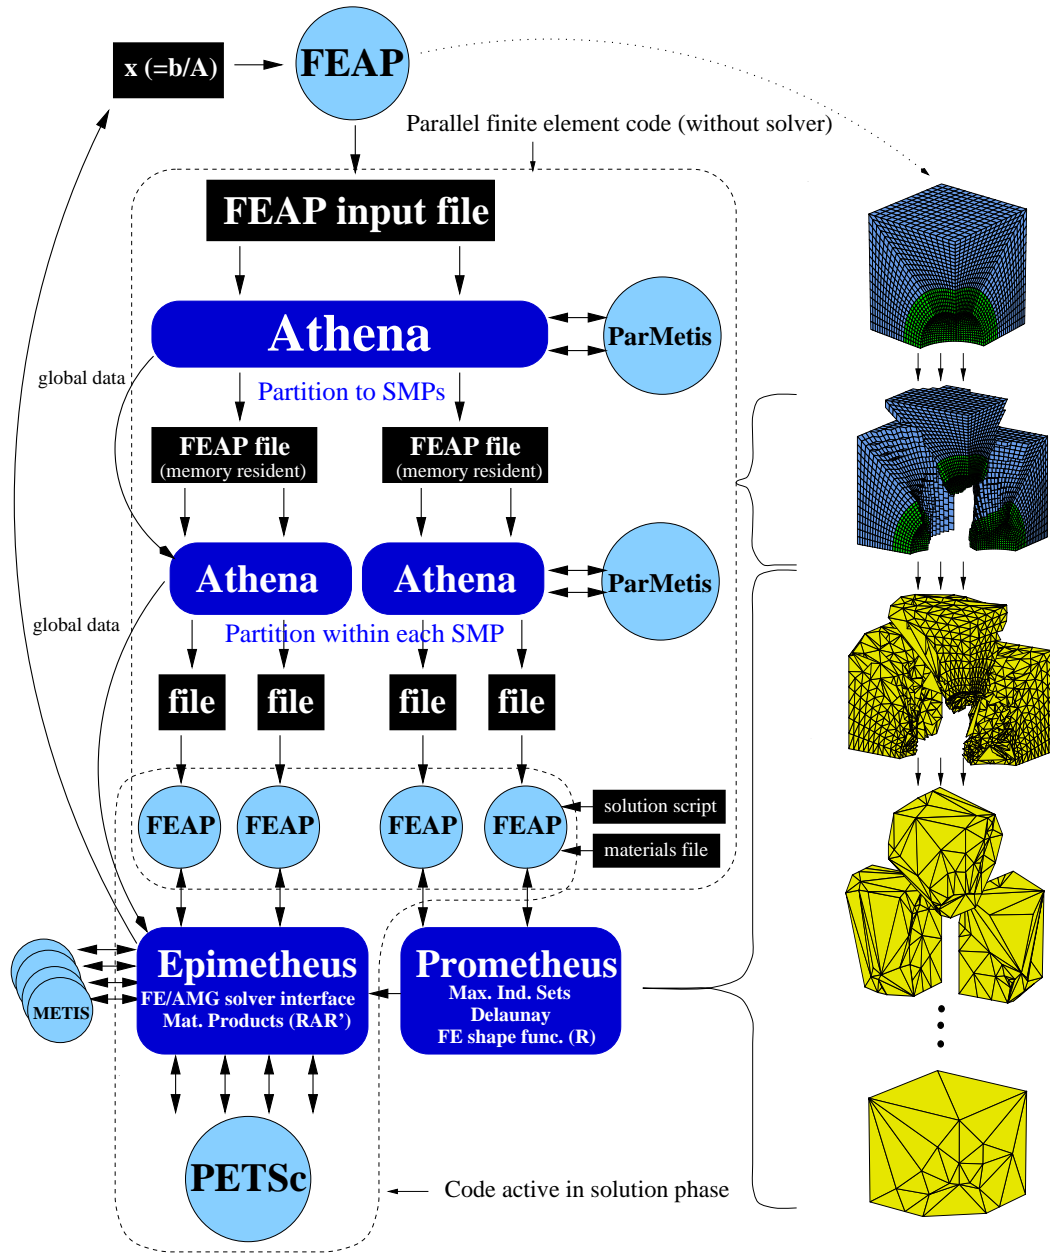 FEAP
x (=b/A)
Parallel finite element code (without solver)
FEAP input file
Athena
ParMetis
global data
Partition to SMPs
FEAP file
(memory resident)
FEAP file
(memory resident)
Athena
Athena
ParMetis
global data
Partition within each SMP
file
file
file
file
FEAP
FEAP
FEAP
FEAP
solution script
materials file
Epimetheus
FE/AMG solver interface
Mat. Products (RAR')
Prometheus
Max. Ind. Sets
Delaunay
FE shape func. (R)
METIS
PETSc
Code active in solution phase